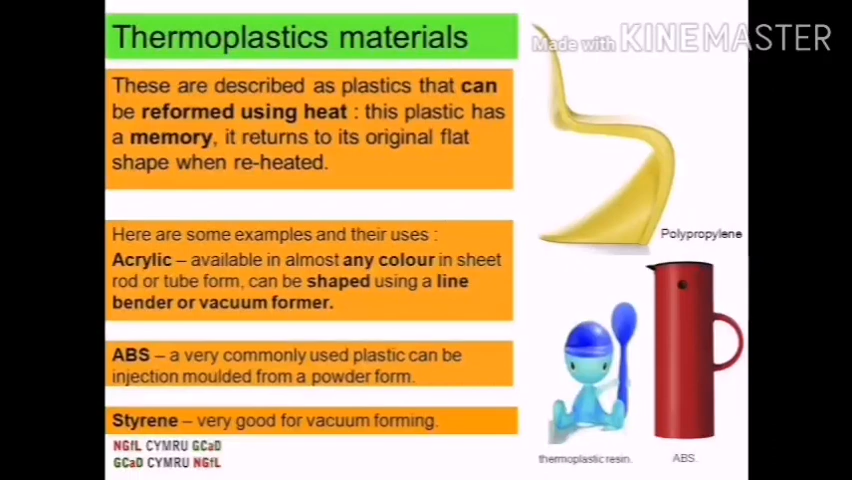 Thermoplastics materials
Made with KINEMASTER
These are described as plastics that can
be reformed using heat : this plastic has
a memory, it returns to its original flat
shape when re-heated.
Polypropylene
Here are some examples and their uses :
Acrylic – available in almost any colour in sheet
rod or tube form, can be shaped using a line
bender or vacuum former.
ABS – a very commonly used plastic can be
injection moulded from a powder form.
Styrene – very good for vacuum forming.
NGfL CYMRU GCaD
GCaD CYMRU NGfL
thermoplastic resin.
ABS.